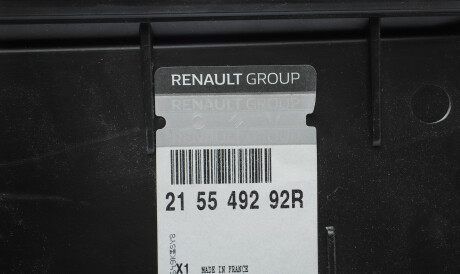 RENAULT GROUP
RENAULT GROUP
21 55 492 92R
X1 MADE IN FRANCE